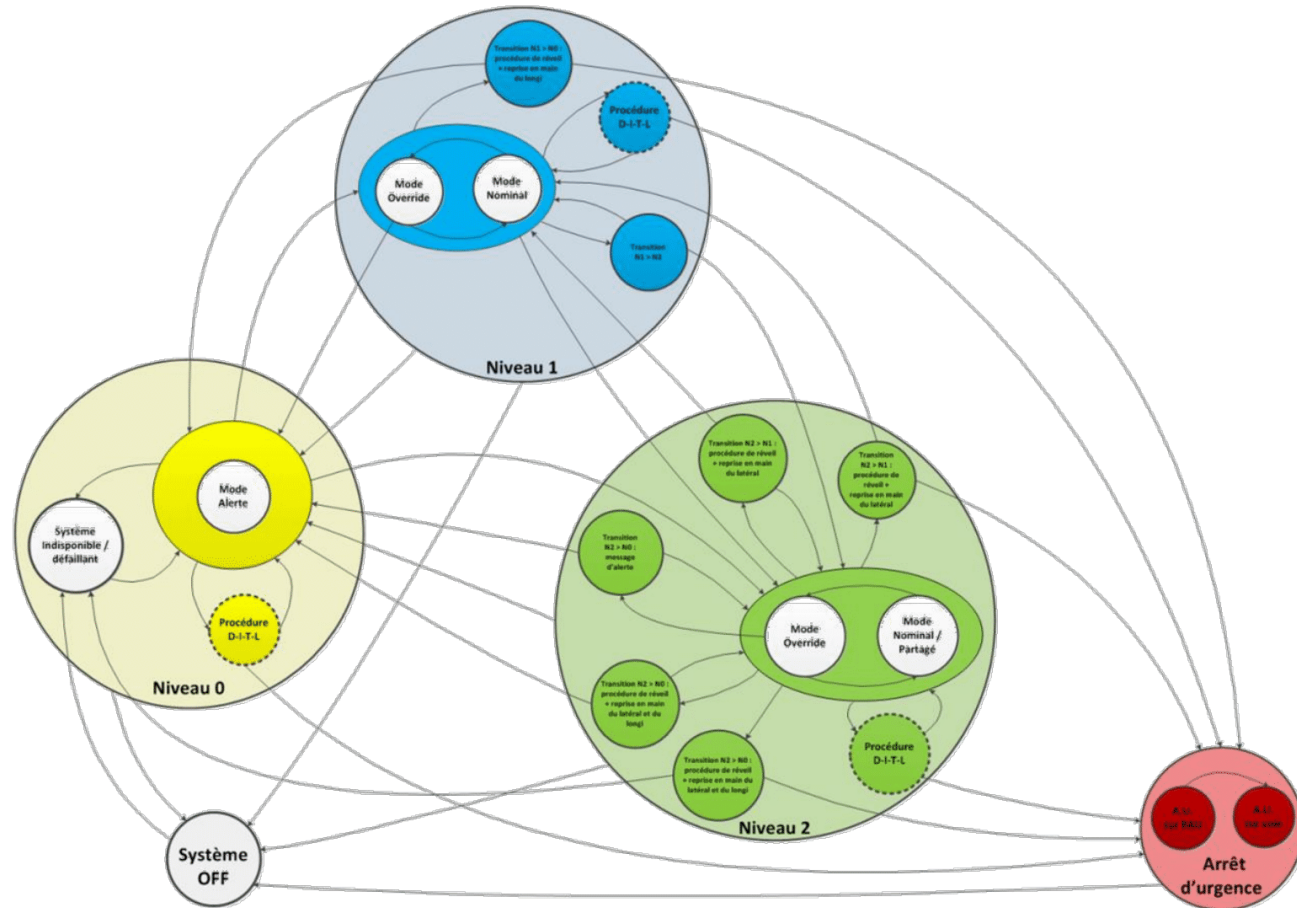 Transition N1 > N0 :
procédure de réveil
+ reprise en main
du longi
Procédure
D-I-T-L
Mode
Override
Mode
Nominal
Transition
N1 > N2
Niveau 1
Mode
Alerte
Système
Indisponible /
défaillant
Procédure
D-I-T-L
Niveau 0
Transition N2 > N1 :
procédure de réveil
+ reprise en main
du latéral
Transition
N2 > N1 :
procédure de
réveil +
reprise en main
du latéral
Transition
N2 > N0 :
message
d'alerte
Mode
Override
Mode
Nominal /
Partagé
Transition N2 > N0 :
procédure de réveil
+ reprise en main
du latéral et du
longi
Transition N2 > N0 :
procédure de réveil
+ reprise en main du
latéral et du longi
Procédure
D-I-T-L
Niveau 2
Système
OFF
A.U.
sur BAU
A.U.
sur voie
Arrêt
d'urgence